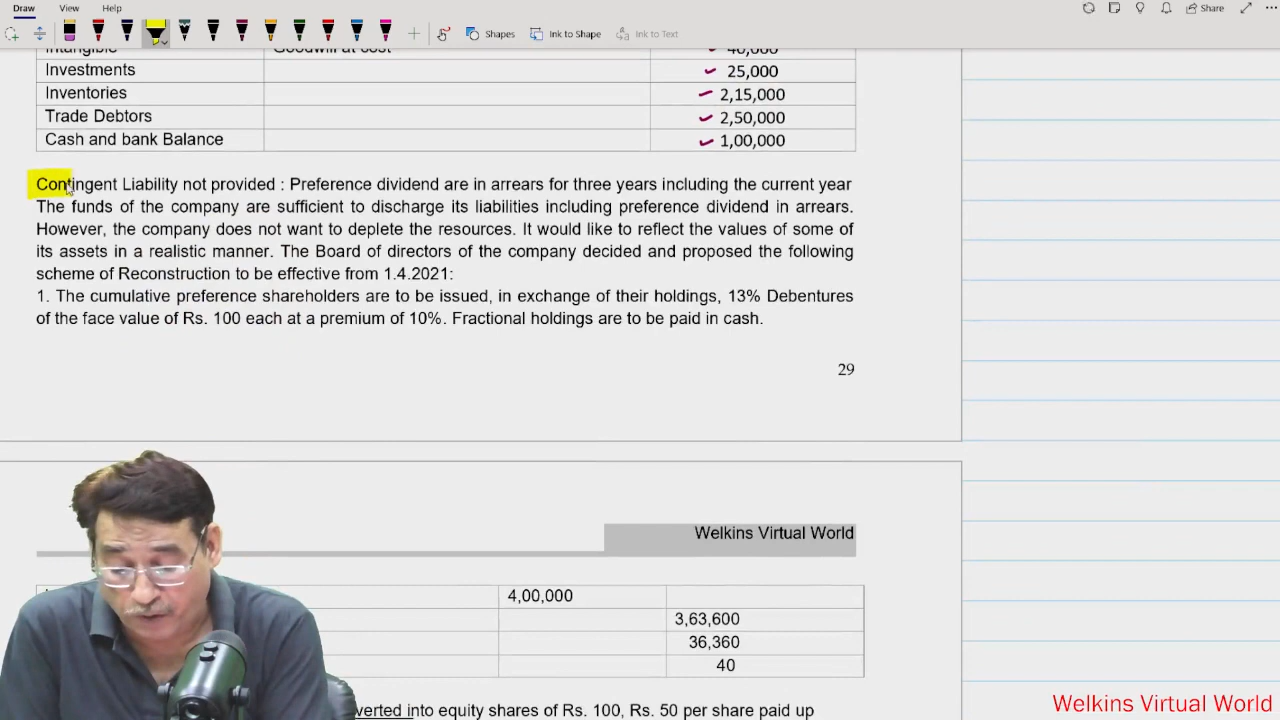 Draw View Help
Shapes Ink to Shape Ink to Text Share
Intangible Goodwill at cost 40,000
Investments 25,000
Inventories 2,15,000
Trade Debtors 2,50,000
Cash and bank Balance 1,00,000
Contingent Liability not provided : Preference dividend are in arrears for three years including the current year
The funds of the company are sufficient to discharge its liabilities including preference dividend in arrears.
However, the company does not want to deplete the resources. It would like to reflect the values of some of
its assets in a realistic manner. The Board of directors of the company decided and proposed the following
scheme of Reconstruction to be effective from 1.4.2021:
1. The cumulative preference shareholders are to be issued, in exchange of their holdings, 13% Debentures
of the face value of Rs. 100 each at a premium of 10%. Fractional holdings are to be paid in cash.
29
Welkins Virtual World
4,00,000
3,63,600
36,360
40
verted into equity shares of Rs. 100, Rs. 50 per share paid up
Welkins Virtual World